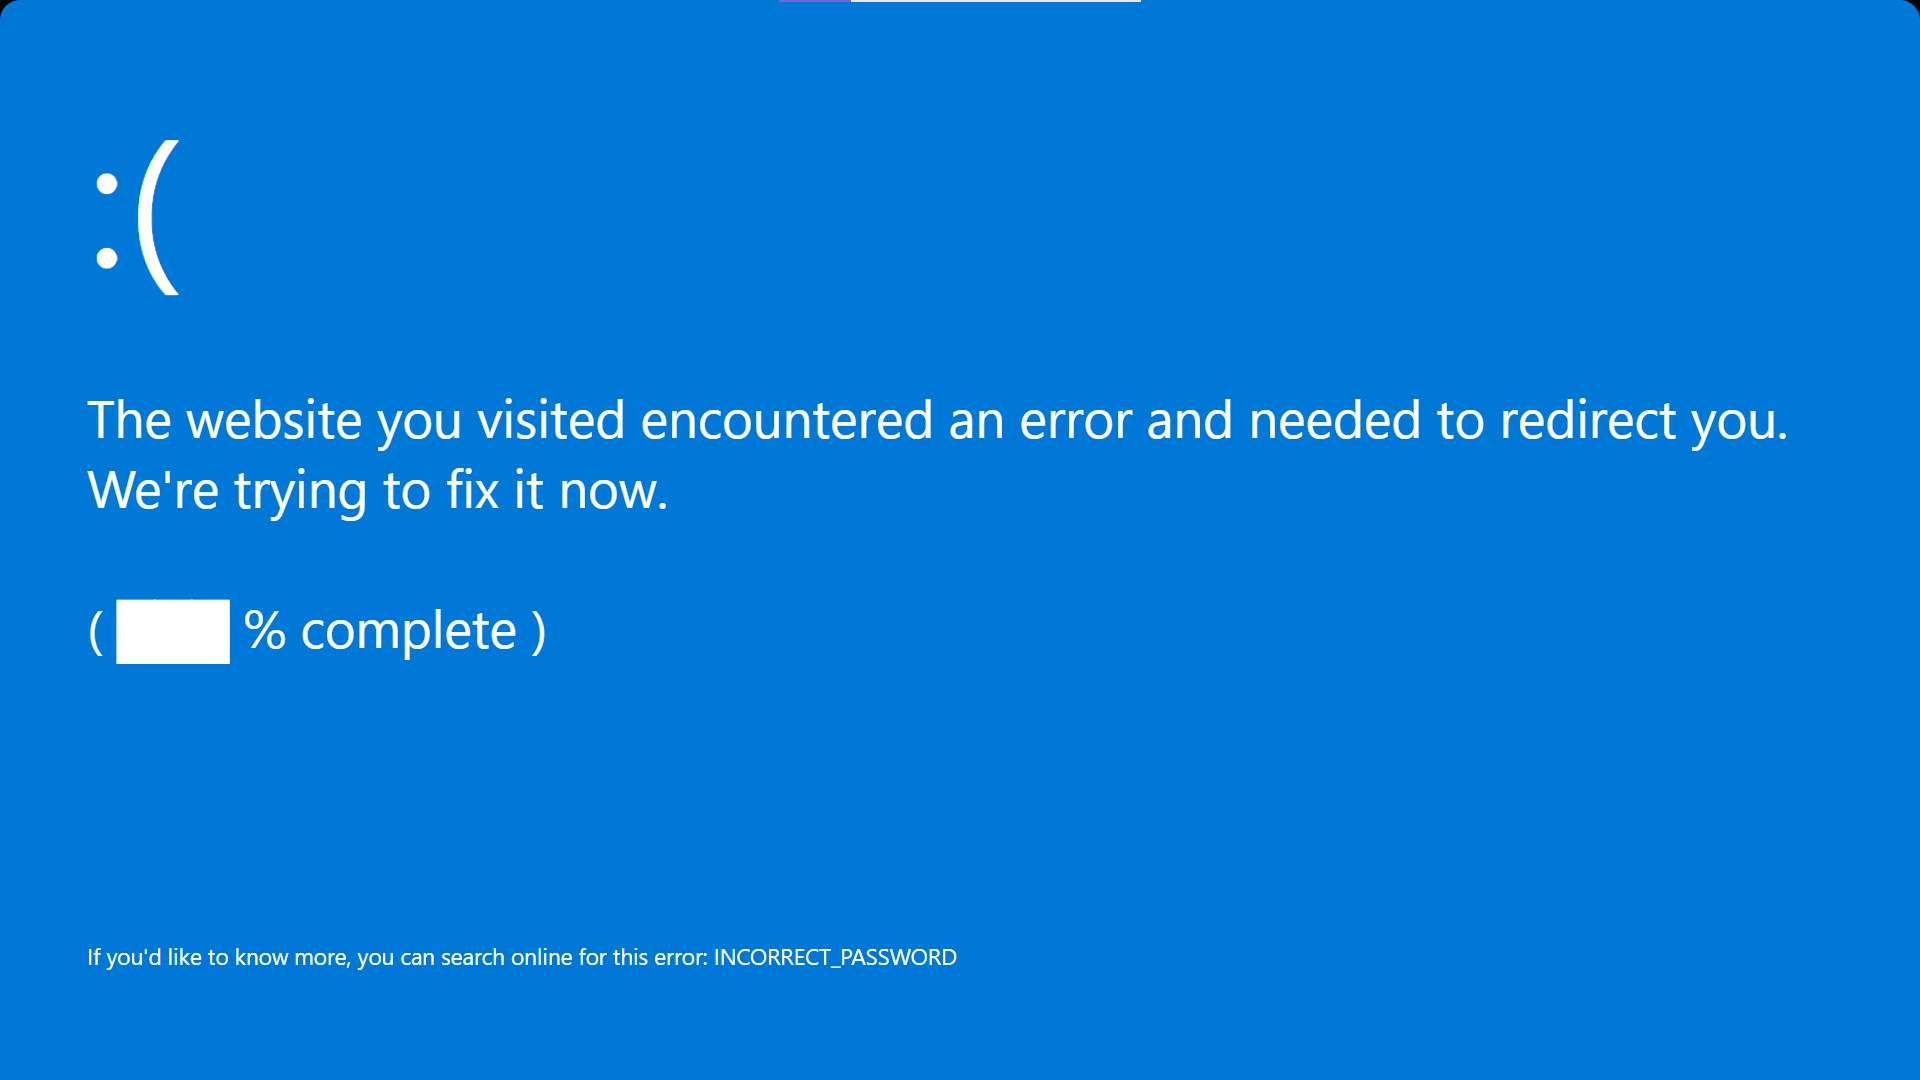 :(
The website you visited encountered an error and needed to redirect you.
We're trying to fix it now.
( ███ % complete )
If you'd like to know more, you can search online for this error: INCORRECT_PASSWORD